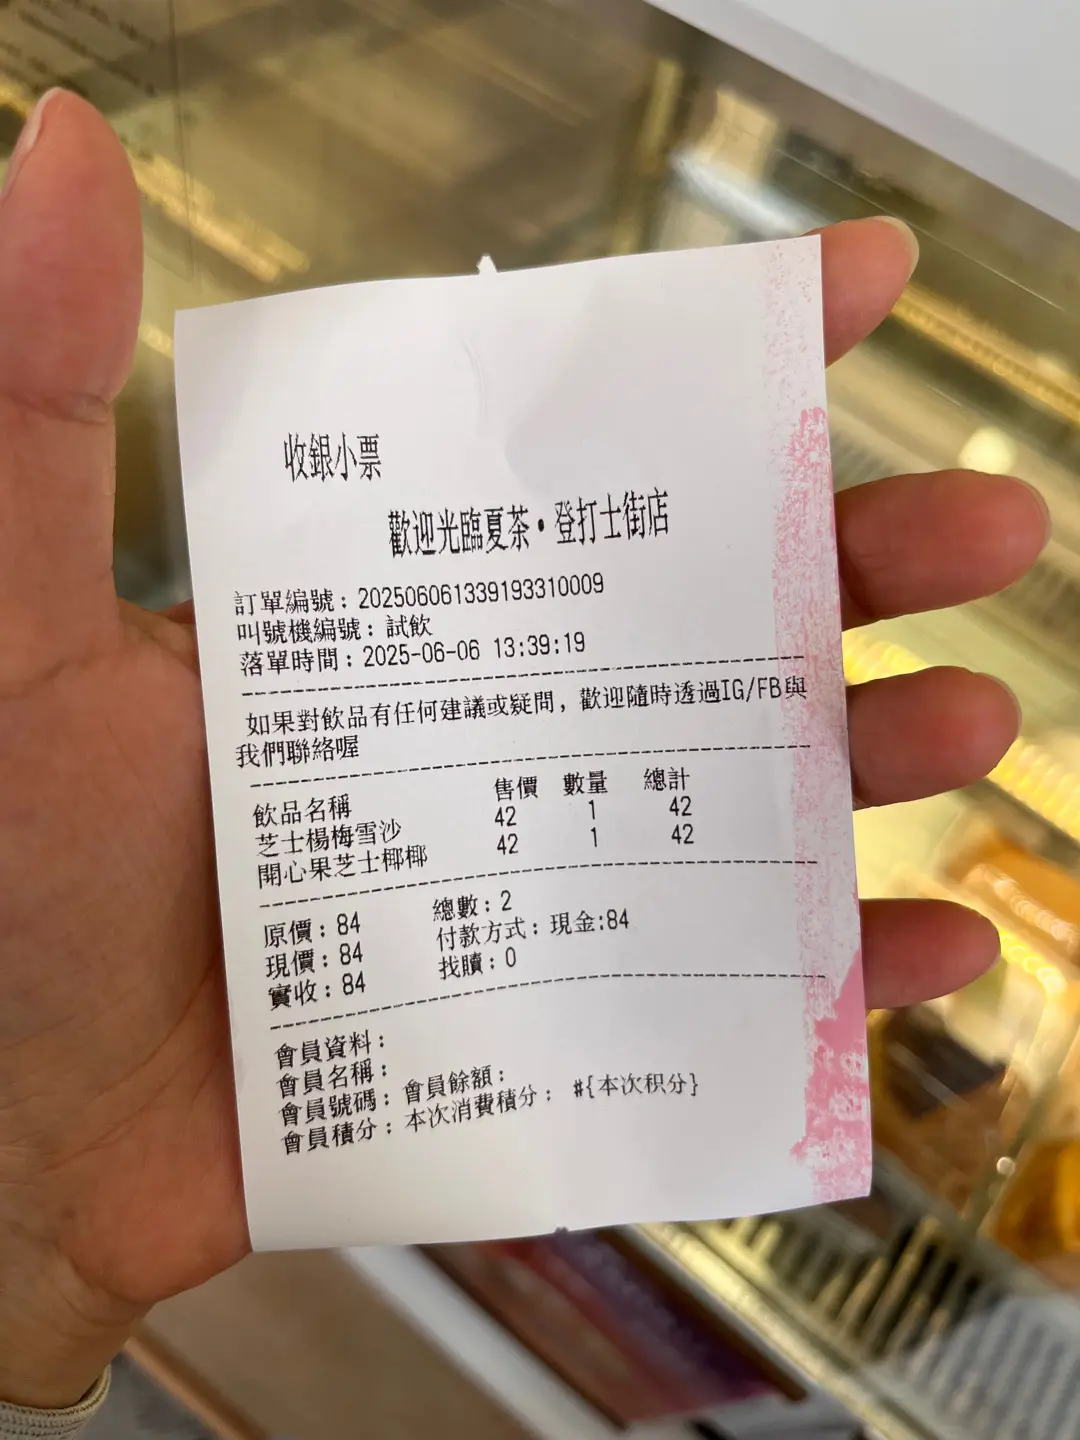 收銀小票
歡迎光臨夏茶•登打士街店
訂單編號：202506061339193310009
叫號機編號：試飲
落單時間：2025-06-06 13:39:19
如果對飲品有任何建議或疑問，歡迎隨時透過IG/FB與
我們聯絡喔
飲品名稱 售價 數量 總計
芝士楊梅雪沙 42 1 42
開心果芝士椰椰 42 1 42
原價：84 總數：2
現價：84 付款方式：現金:84
實收：84 找贖：0
會員資料：
會員名稱：
會員號碼：會員餘額：
會員積分：本次消費積分： #{本次积分}